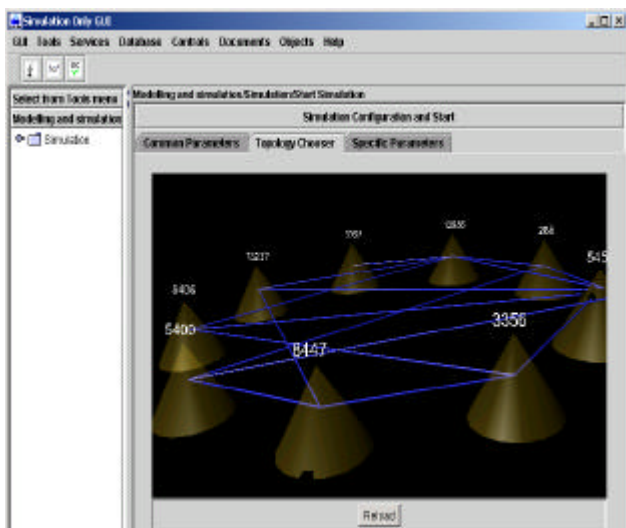 Simulation Only GUI
GUI Tools Services Database Controls Documents Objects Help
Select from Tools menu
Modelling and simulation/Simulation/Start Simulation
Modelling and simulation
Simulation Configuration and Start
Simulation
Common Parameters Topology Chooser Specific Parameters
5400
8447
3356
Reload